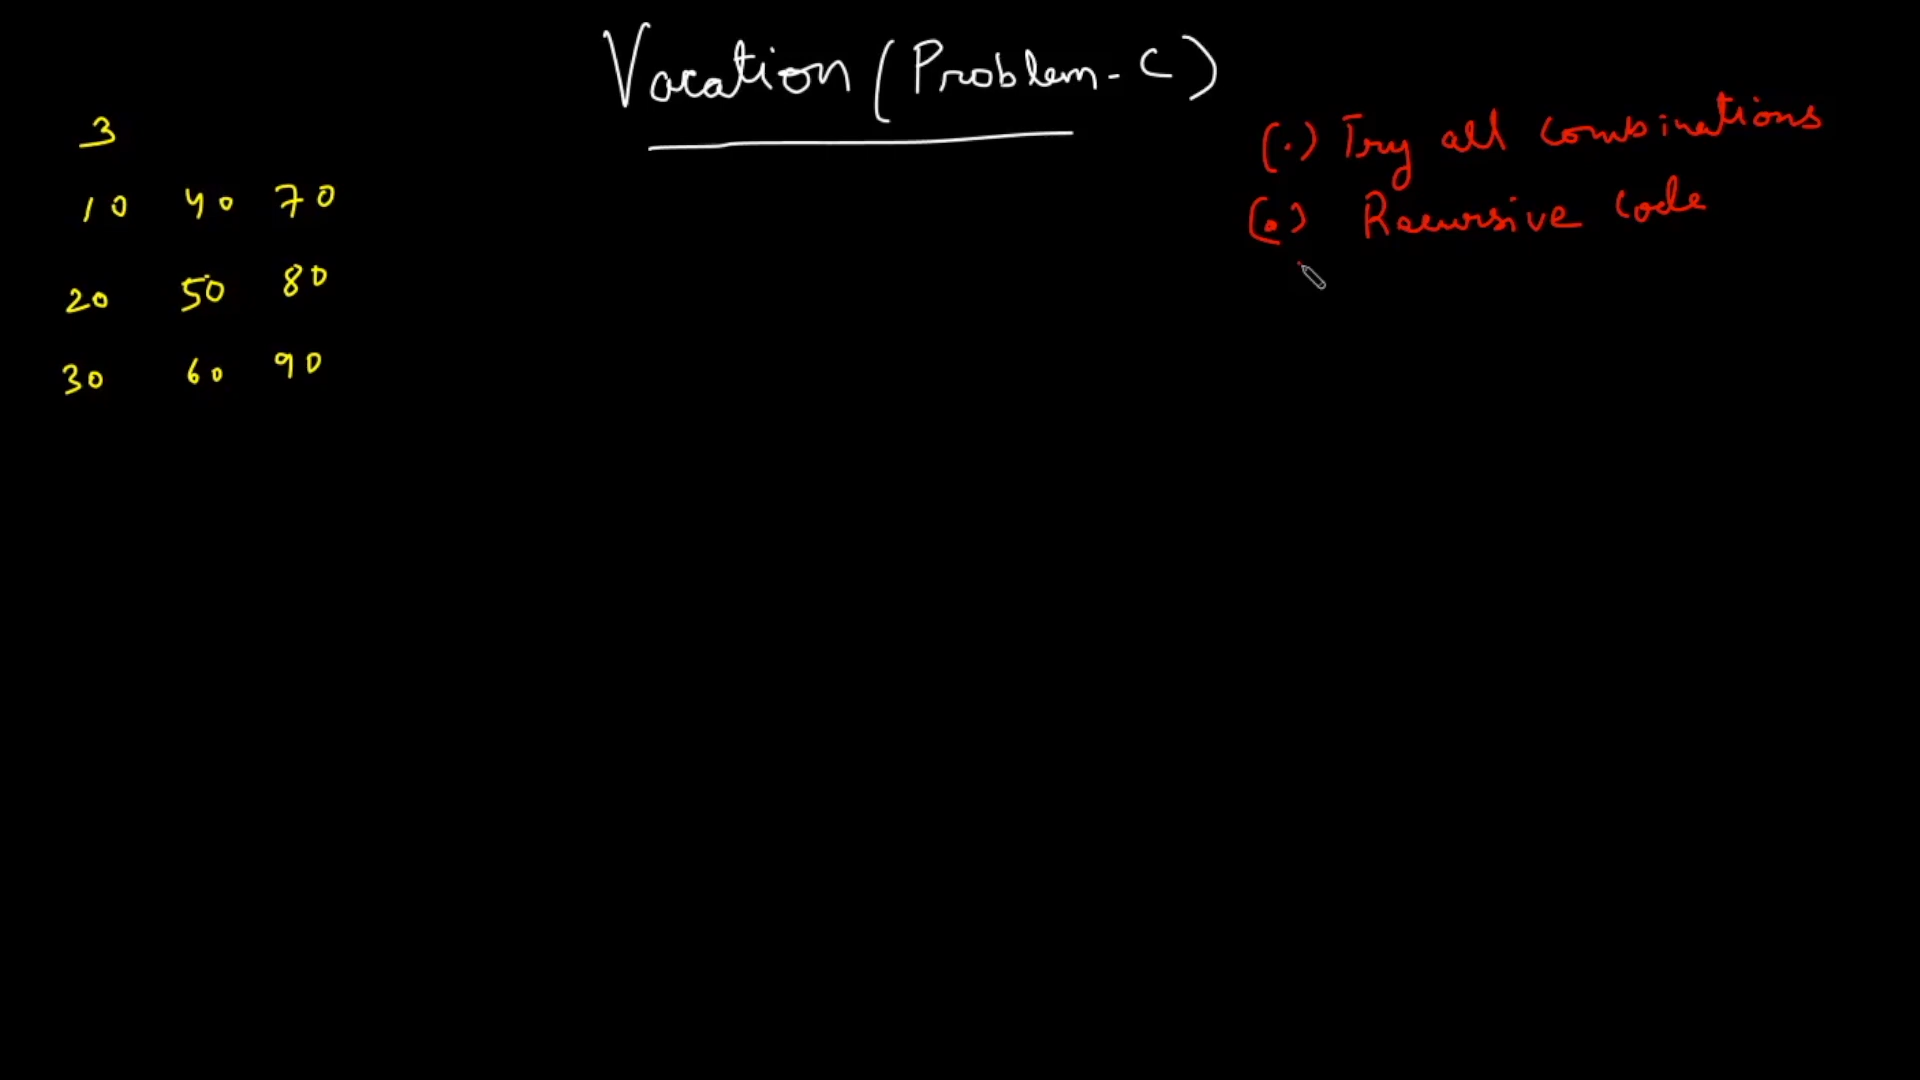 Vacation (Problem-C)
3
10 40 70
20 50 80
30 60 90
(.) Try all combinations
(.) Recursive code